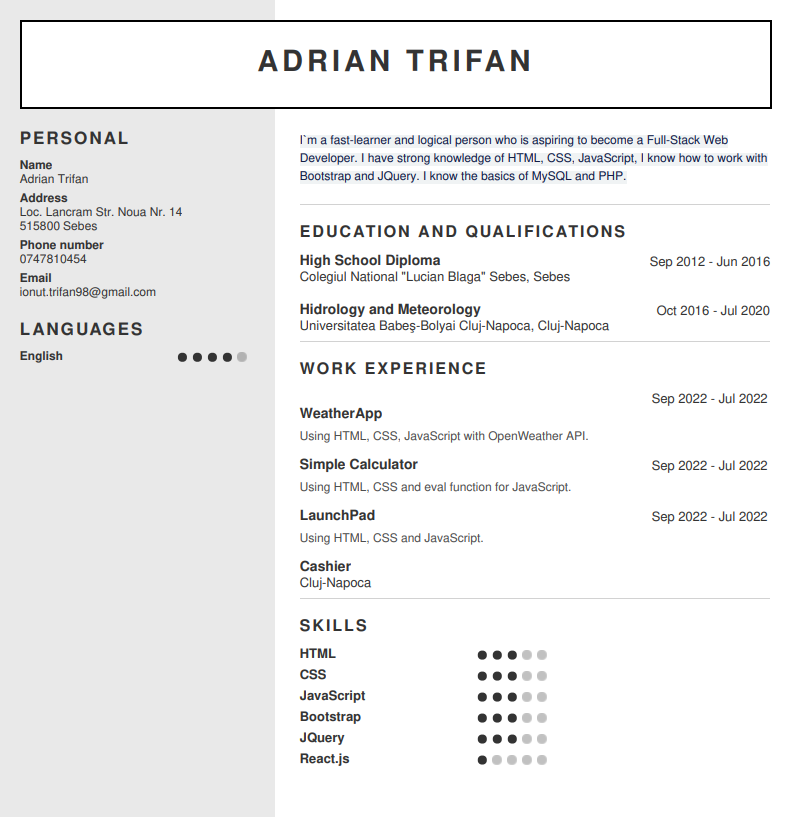 ADRIAN TRIFAN
PERSONAL
Name
Adrian Trifan
Address
Loc. Lancram Str. Noua Nr. 14
515800 Sebes
Phone number
0747810454
Email
ionut.trifan98@gmail.com
LANGUAGES
English
I`m a fast-learner and logical person who is aspiring to become a Full-Stack Web
Developer. I have strong knowledge of HTML, CSS, JavaScript, I know how to work with
Bootstrap and JQuery. I know the basics of MySQL and PHP.
EDUCATION AND QUALIFICATIONS
High School Diploma Sep 2012 - Jun 2016
Colegiul National "Lucian Blaga" Sebes, Sebes
Hidrology and Meteorology Oct 2016 - Jul 2020
Universitatea Babeș-Bolyai Cluj-Napoca, Cluj-Napoca
WORK EXPERIENCE
Sep 2022 - Jul 2022
WeatherApp
Using HTML, CSS, JavaScript with OpenWeather API.
Simple Calculator Sep 2022 - Jul 2022
Using HTML, CSS and eval function for JavaScript.
LaunchPad Sep 2022 - Jul 2022
Using HTML, CSS and JavaScript.
Cashier
Cluj-Napoca
SKILLS
HTML
CSS
JavaScript
Bootstrap
JQuery
React.js